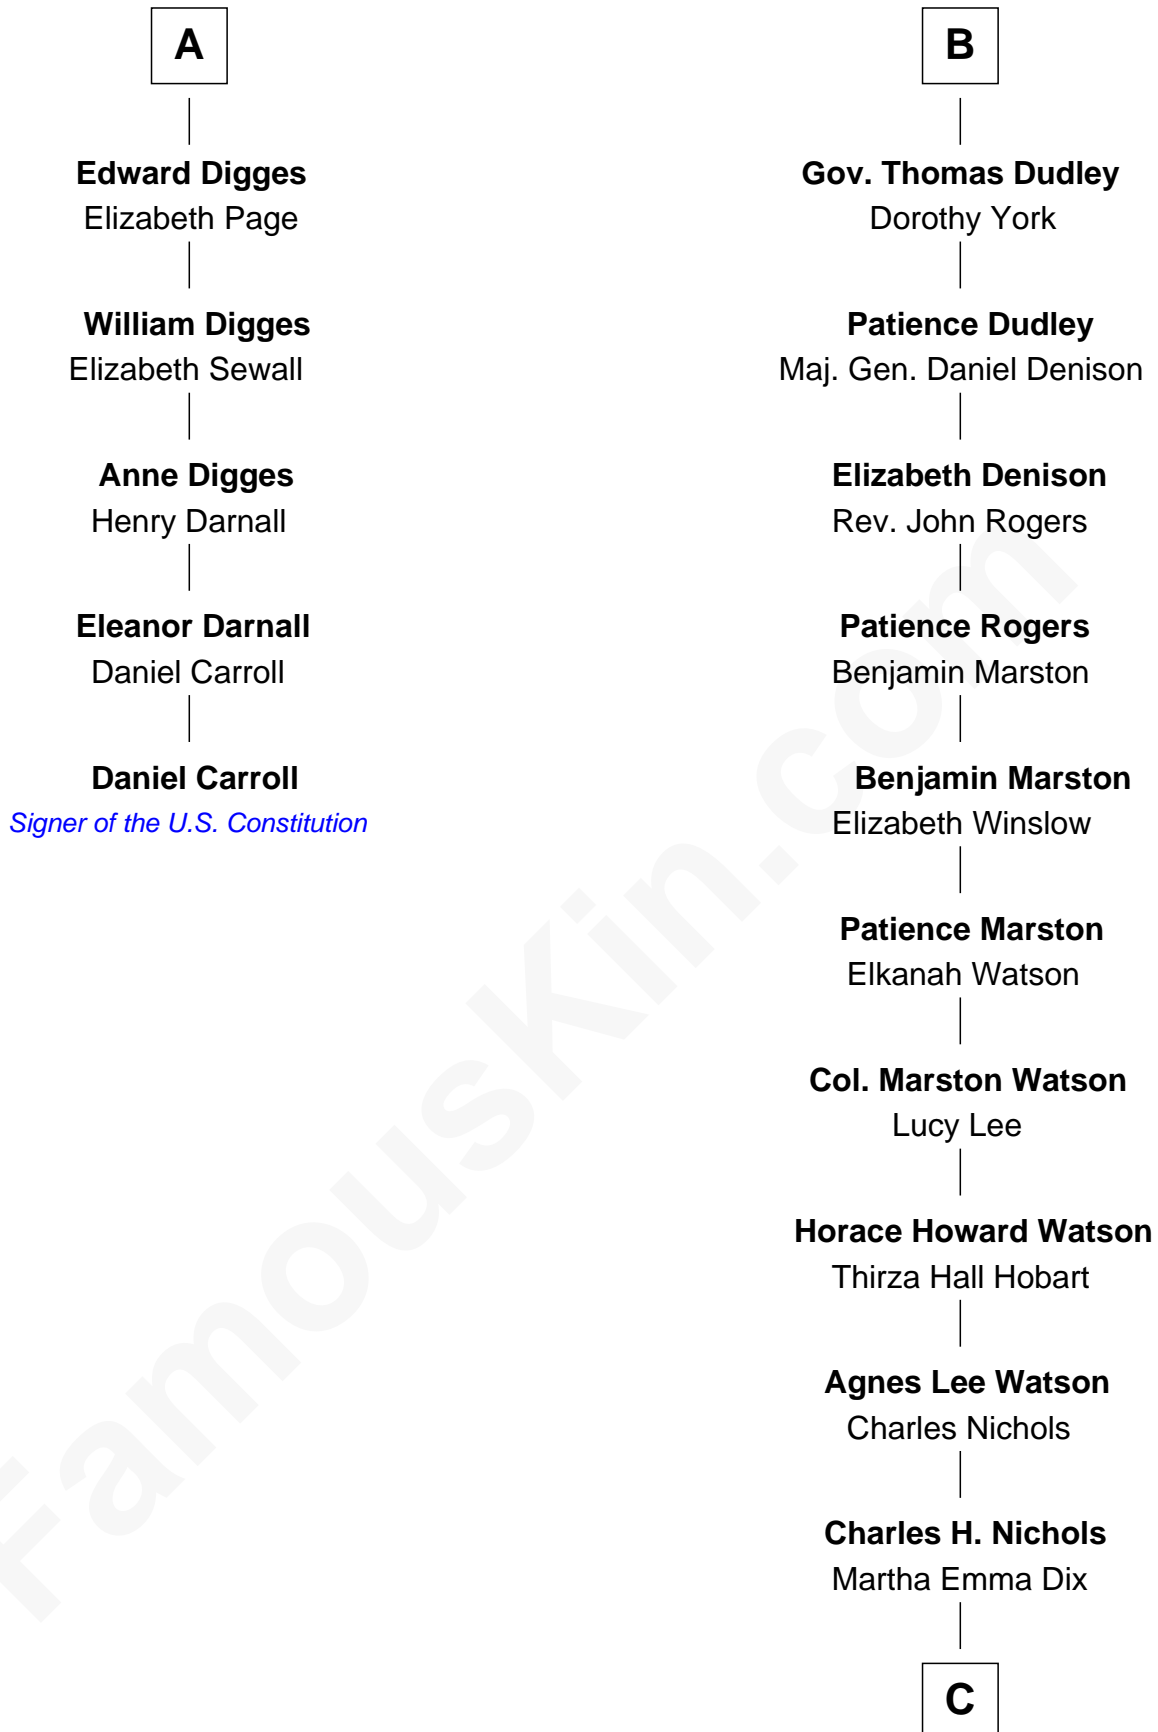 A
Edward Digges
Elizabeth Page
William Digges
Elizabeth Sewall
Anne Digges
Henry Darnall
Eleanor Darnall
Daniel Carroll
Daniel Carroll
Signer of the U.S. Constitution
B
Gov. Thomas Dudley
Dorothy York
Patience Dudley
Maj. Gen. Daniel Denison
Elizabeth Denison
Rev. John Rogers
Patience Rogers
Benjamin Marston
Benjamin Marston
Elizabeth Winslow
Patience Marston
Elkanah Watson
Col. Marston Watson
Lucy Lee
Horace Howard Watson
Thirza Hall Hobart
Agnes Lee Watson
Charles Nichols
Charles H. Nichols
Martha Emma Dix
C
FamousKin.com